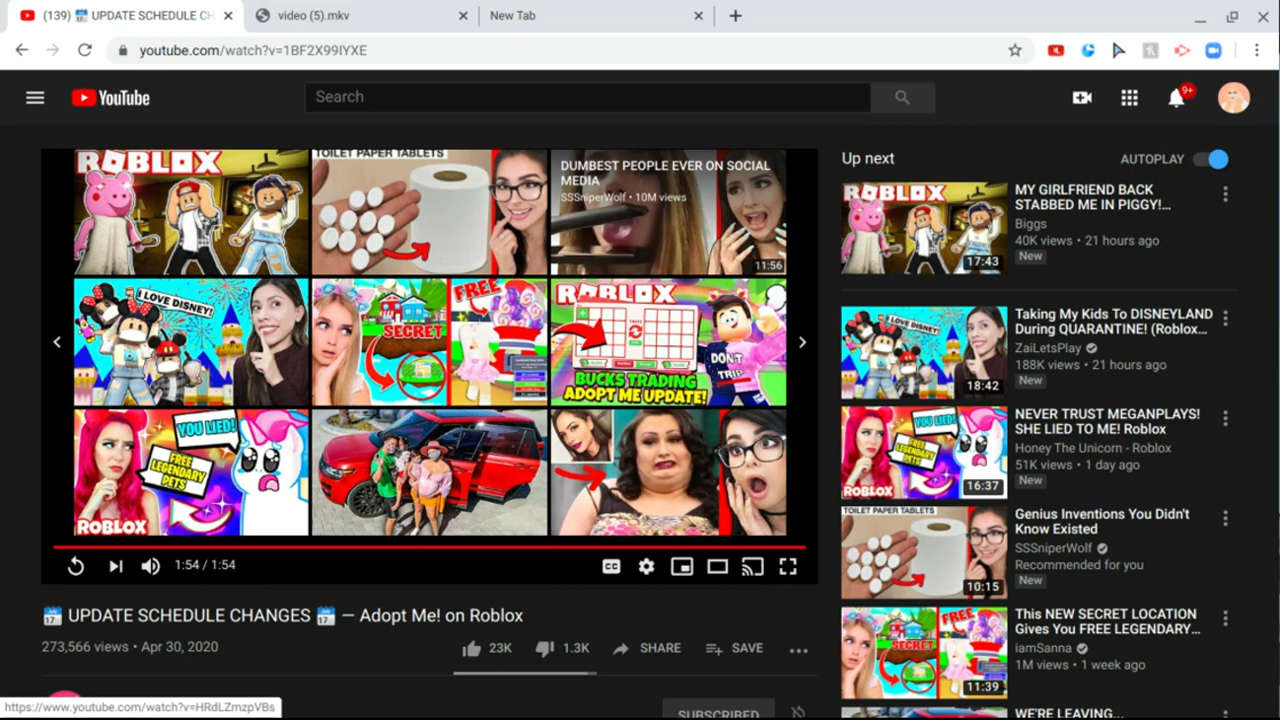 (139) 🗓 UPDATE SCHEDULE CH
video (5).mkv
New Tab
youtube.com/watch?v=1BF2X99IYXE
YouTube
Search
9+
ROBLOX
TOILET PAPER TABLETS
DUMBEST PEOPLE EVER ON SOCIAL
MEDIA
SSSniperWolf • 10M views
11:56
I LOVE DISNEY!
SECRET
FREE
ROBLOX
DON'T
TRIP
BUCKS TRADING
ADOPT ME UPDATE!
YOU LIED!
FREE
LEGENDARY
PETS
ROBLOX
1:54 / 1:54
CC
🗓 UPDATE SCHEDULE CHANGES 🗓 — Adopt Me! on Roblox
273,566 views • Apr 30, 2020
23K
1.3K
SHARE
SAVE
SUBSCRIBED
https://www.youtube.com/watch?v=HRdLZmzpVBs
Up next
AUTOPLAY
ROBLOX
17:43
MY GIRLFRIEND BACK
STABBED ME IN PIGGY!...
Biggs
40K views • 21 hours ago
New
I LOVE DISNEY!
18:42
Taking My Kids To DISNEYLAND
During QUARANTINE! (Roblox...
ZaiLetsPlay
188K views • 21 hours ago
New
YOU LIED!
FREE
LEGENDARY
PETS
ROBLOX
16:37
NEVER TRUST MEGANPLAYS!
SHE LIED TO ME! Roblox
Honey The Unicorn - Roblox
51K views • 1 day ago
New
TOILET PAPER TABLETS
10:15
Genius Inventions You Didn't
Know Existed
SSSniperWolf
Recommended for you
New
SECRET
FREE
11:39
This NEW SECRET LOCATION
Gives You FREE LEGENDARY...
iamSanna
1M views • 1 week ago
WE'RE LEAVING...